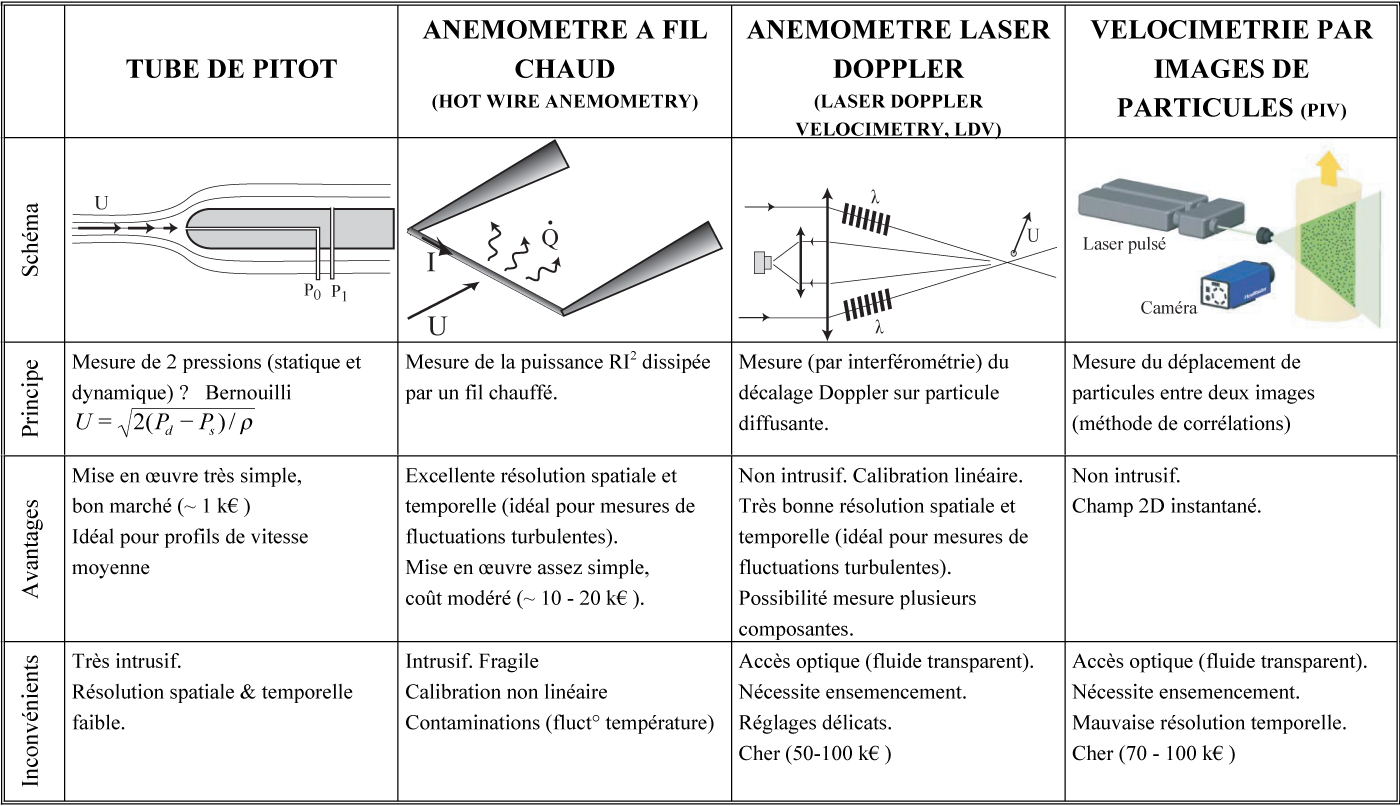 TUBE DE PITOT
ANEMOMETRE A FIL
CHAUD
(HOT WIRE ANEMOMETRY)
ANEMOMETRE LASER
DOPPLER
(LASER DOPPLER
VELOCIMETRY, LDV)
VELOCIMETRIE PAR
IMAGES DE
PARTICULES (PIV)
Schéma
U
P₀ P₁
I
Q̇
U
λ
U
λ
Laser pulsé
Caméra
FlowMaster
Principe
Mesure de 2 pressions (statique et
dynamique) ? Bernouilli
U = √2(P_d − P_s) / ρ
Mesure de la puissance RI² dissipée
par un fil chauffé.
Mesure (par interférométrie) du
décalage Doppler sur particule
diffusante.
Mesure du déplacement de
particules entre deux images
(méthode de corrélations)
Avantages
Mise en œuvre très simple,
bon marché (~ 1 k€ )
Idéal pour profils de vitesse
moyenne
Excellente résolution spatiale et
temporelle (idéal pour mesures de
fluctuations turbulentes).
Mise en œuvre assez simple,
coût modéré (~ 10 - 20 k€ ).
Non intrusif. Calibration linéaire.
Très bonne résolution spatiale et
temporelle (idéal pour mesures de
fluctuations turbulentes).
Possibilité mesure plusieurs
composantes.
Non intrusif.
Champ 2D instantané.
Inconvénients
Très intrusif.
Résolution spatiale & temporelle
faible.
Intrusif. Fragile
Calibration non linéaire
Contaminations (fluct° température)
Accès optique (fluide transparent).
Nécessite ensemencement.
Réglages délicats.
Cher (50-100 k€ )
Accès optique (fluide transparent).
Nécessite ensemencement.
Mauvaise résolution temporelle.
Cher (70 - 100 k€ )